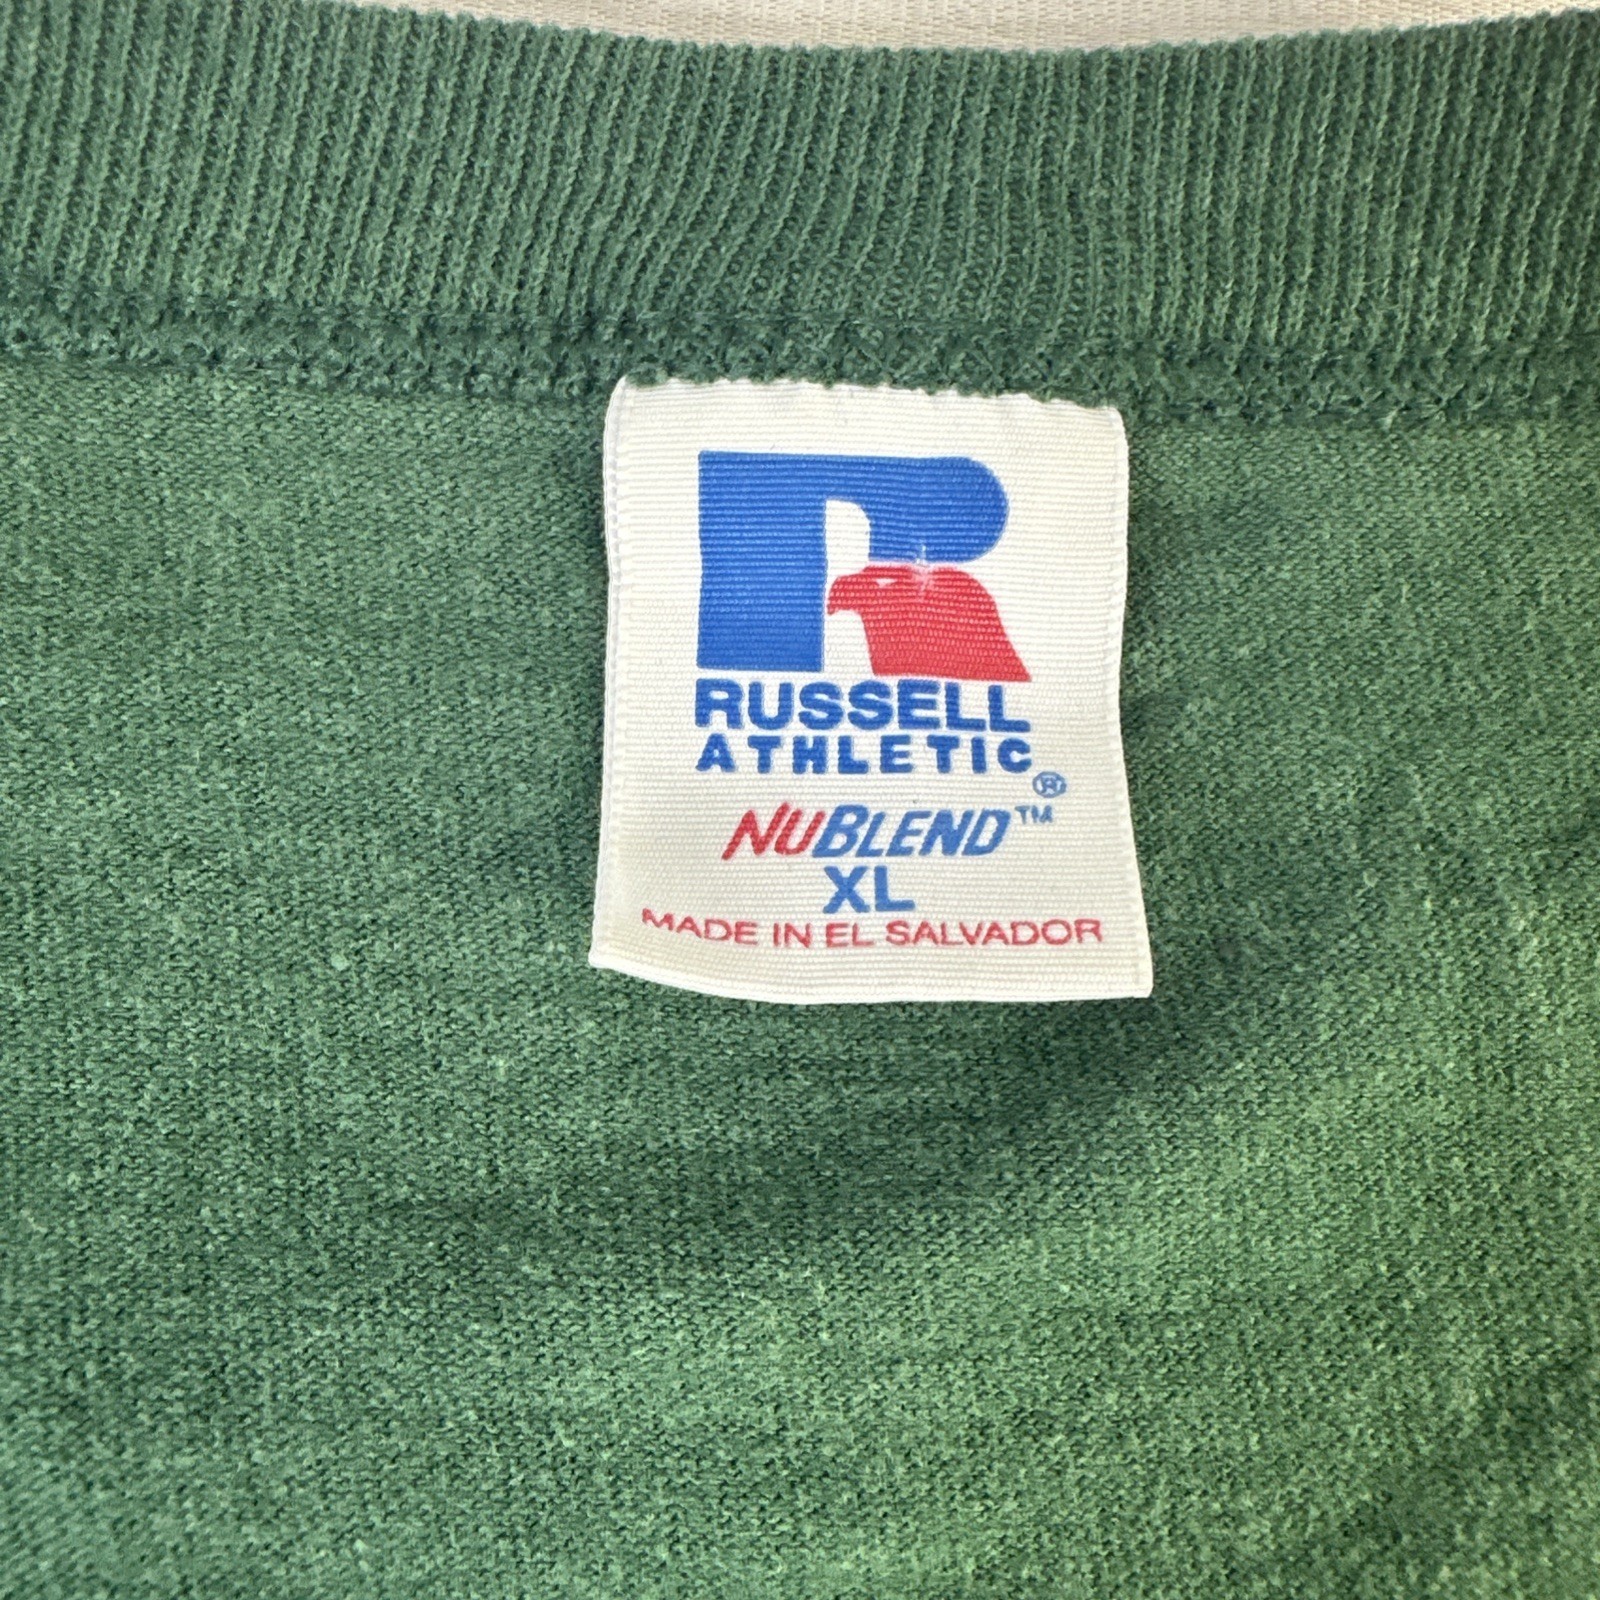 R
RUSSELL
ATHLETIC®
NUBLEND™
XL
MADE IN EL SALVADOR